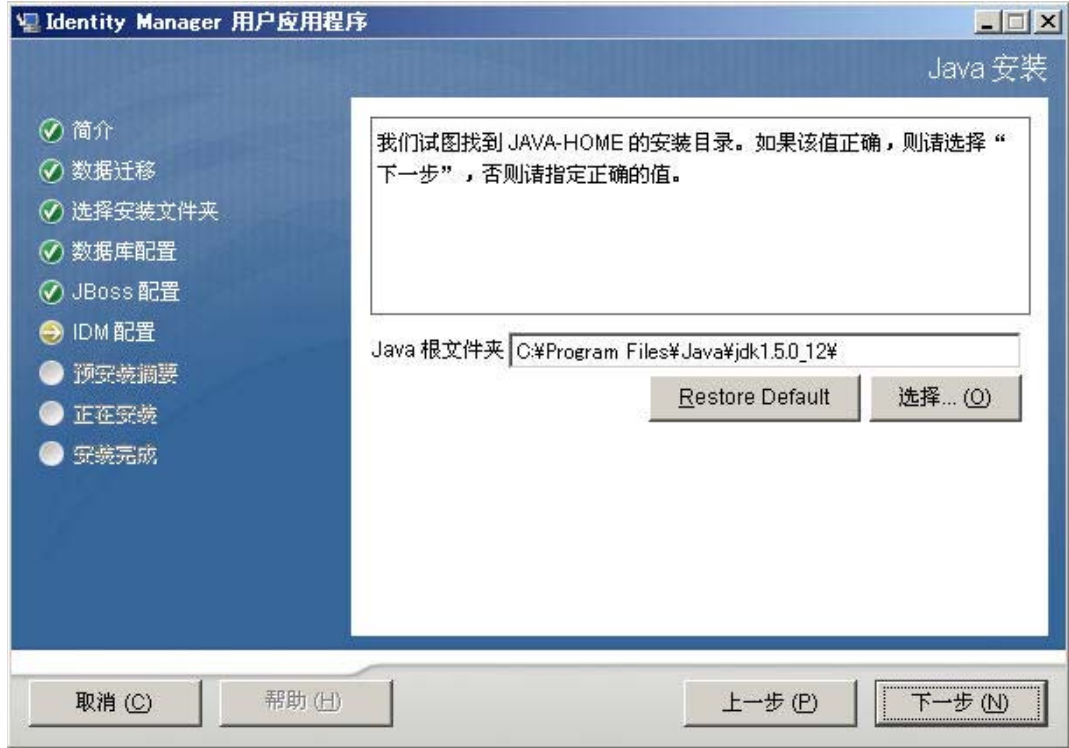 Identity Manager 用户应用程序
Java 安装
简介
数据迁移
选择安装文件夹
数据库配置
JBoss 配置
IDM 配置
预安装摘要
正在安装
安装完成
我们试图找到 JAVA-HOME 的安装目录。如果该值正确，则请选择“
下一步”，否则请指定正确的值。
Java 根文件夹 C:¥Program Files¥Java¥jdk1.5.0_12¥
Restore Default 选择... (O)
取消 (C) 帮助 (H) 上一步 (P) 下一步 (N)